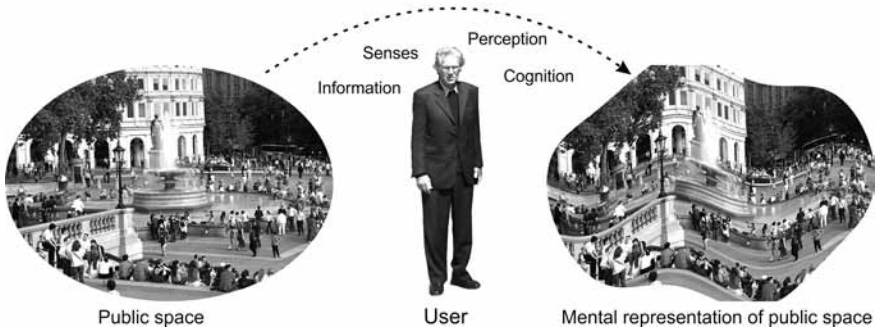 Perception
Senses
Information
Cognition
Public space
User
Mental representation of public space